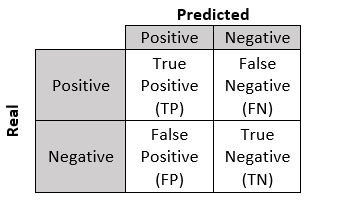 Predicted
Positive Negative
Real
Positive
True
Positive
(TP)
False
Negative
(FN)
Negative
False
Positive
(FP)
True
Negative
(TN)